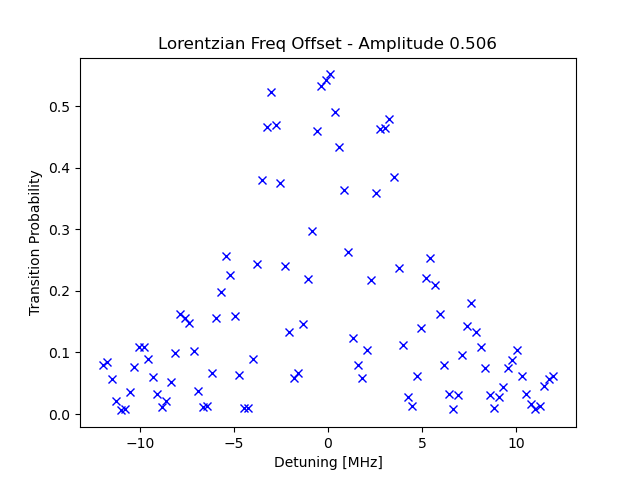 Lorentzian Freq Offset - Amplitude 0.506
Transition Probability
0.5
0.4
0.3
0.2
0.1
0.0
−10 −5 0 5 10
Detuning [MHz]